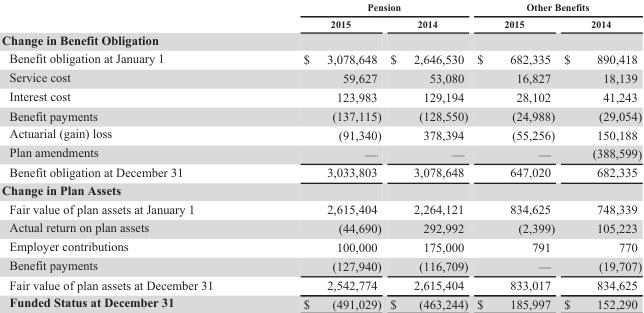 Pension Other Benefits
2015 2014 2015 2014
Change in Benefit Obligation
Benefit obligation at January 1 $ 3,078,648 $ 2,646,530 $ 682,335 $ 890,418
Service cost 59,627 53,080 16,827 18,139
Interest cost 123,983 129,194 28,102 41,243
Benefit payments (137,115) (128,550) (24,988) (29,054)
Actuarial (gain) loss (91,340) 378,394 (55,256) 150,188
Plan amendments — — — (388,599)
Benefit obligation at December 31 3,033,803 3,078,648 647,020 682,335
Change in Plan Assets
Fair value of plan assets at January 1 2,615,404 2,264,121 834,625 748,339
Actual return on plan assets (44,690) 292,992 (2,399) 105,223
Employer contributions 100,000 175,000 791 770
Benefit payments (127,940) (116,709) — (19,707)
Fair value of plan assets at December 31 2,542,774 2,615,404 833,017 834,625
Funded Status at December 31 $ (491,029) $ (463,244) $ 185,997 $ 152,290